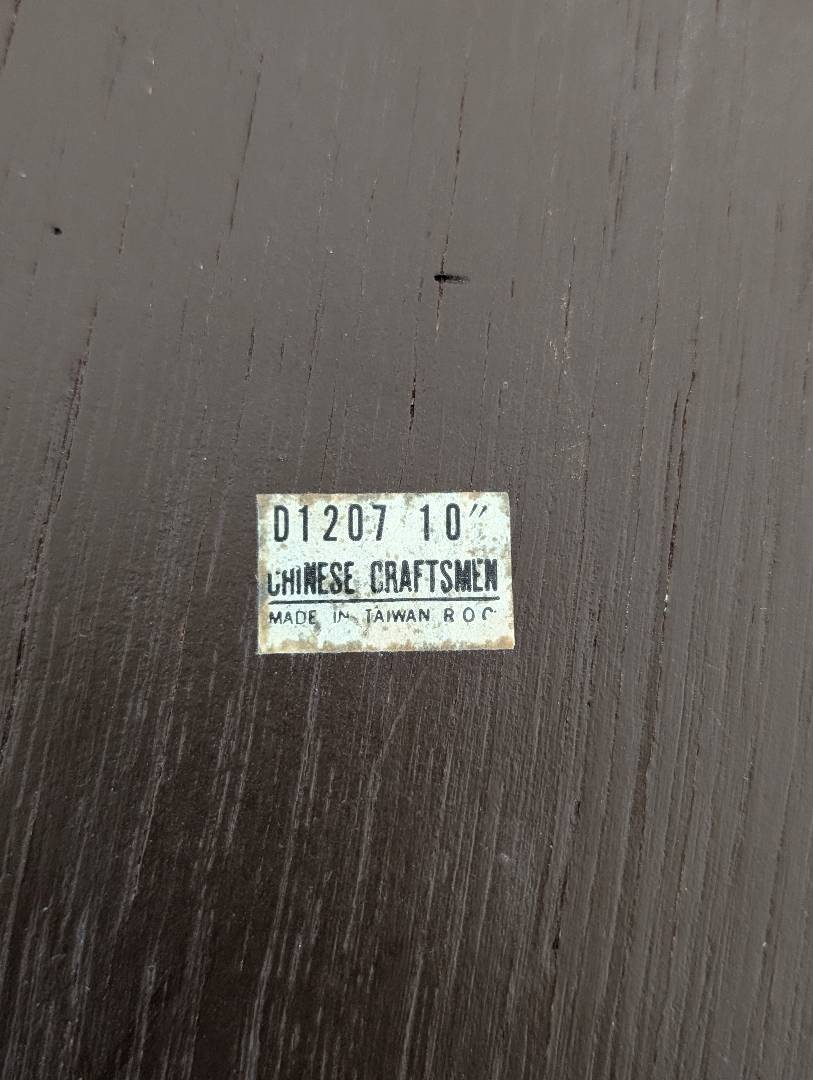 D1207 10"
CHINESE CRAFTSMEN
MADE IN TAIWAN R O C